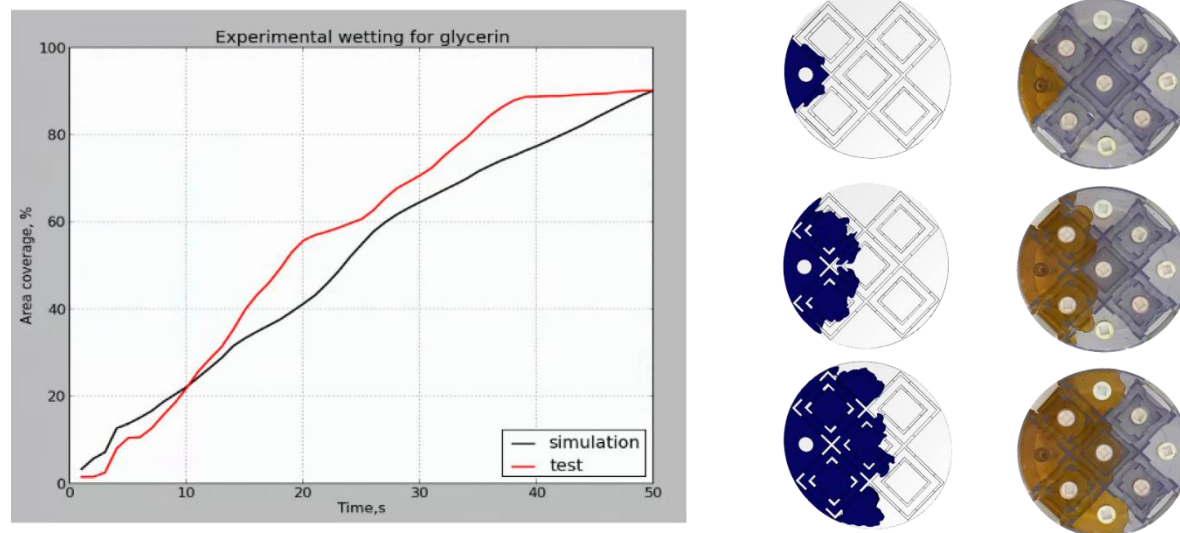 Experimental wetting for glycerin
100
80
60
40
20
0
Area coverage, %
0 10 20 30 40 50
Time,s
simulation
test